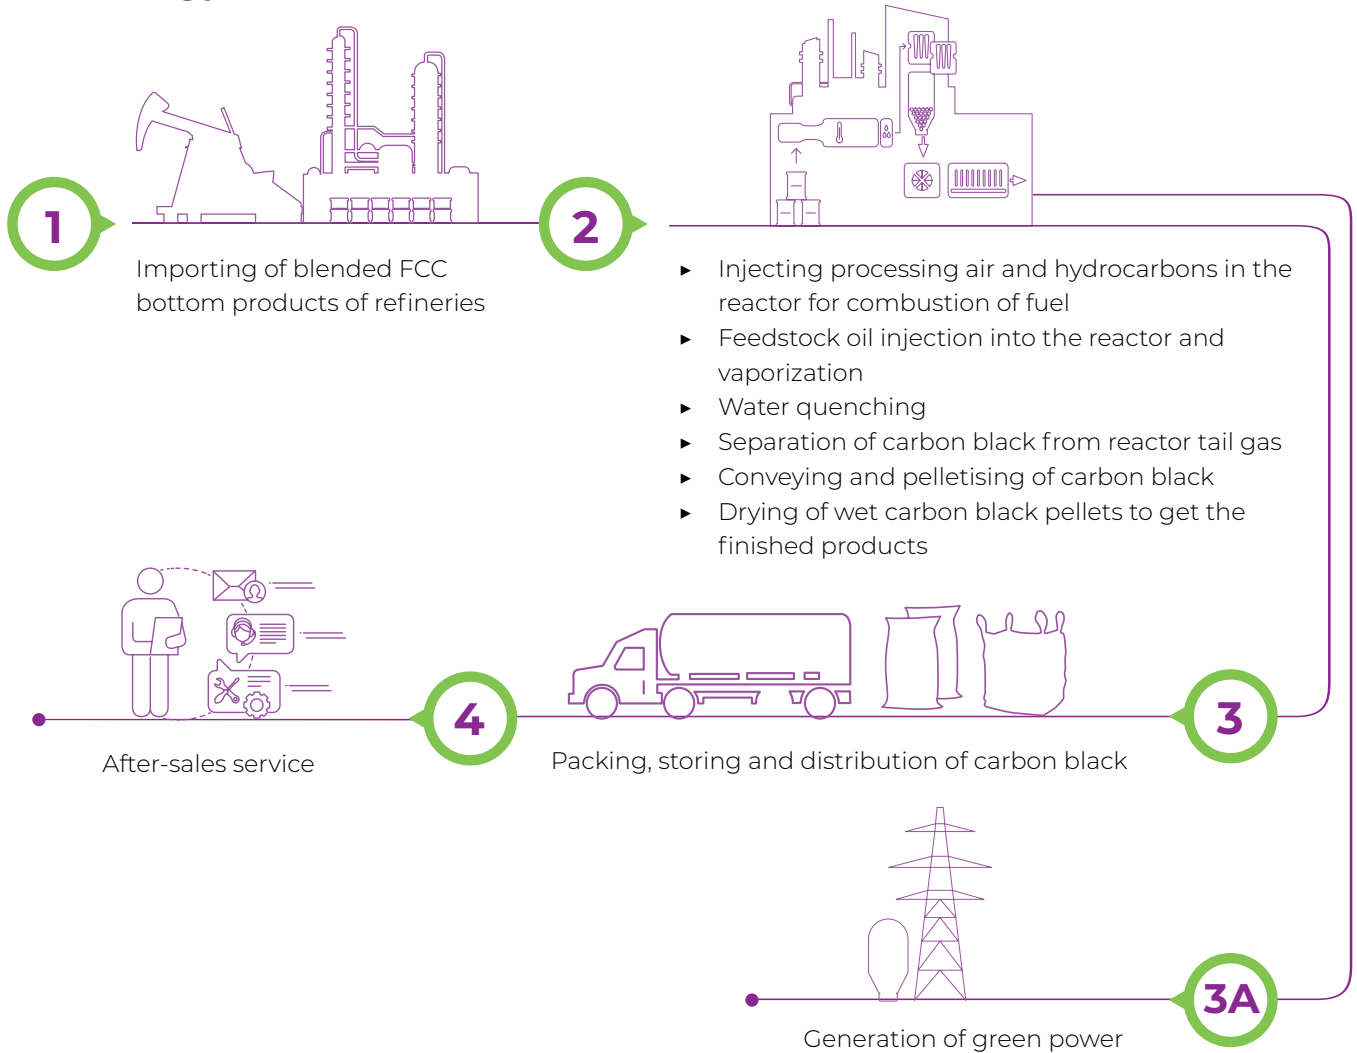 1
Importing of blended FCC
bottom products of refineries
2
▸ Injecting processing air and hydrocarbons in the
reactor for combustion of fuel
▸ Feedstock oil injection into the reactor and
vaporization
▸ Water quenching
▸ Separation of carbon black from reactor tail gas
▸ Conveying and pelletising of carbon black
▸ Drying of wet carbon black pellets to get the
finished products
3
Packing, storing and distribution of carbon black
4
After-sales service
3A
Generation of green power